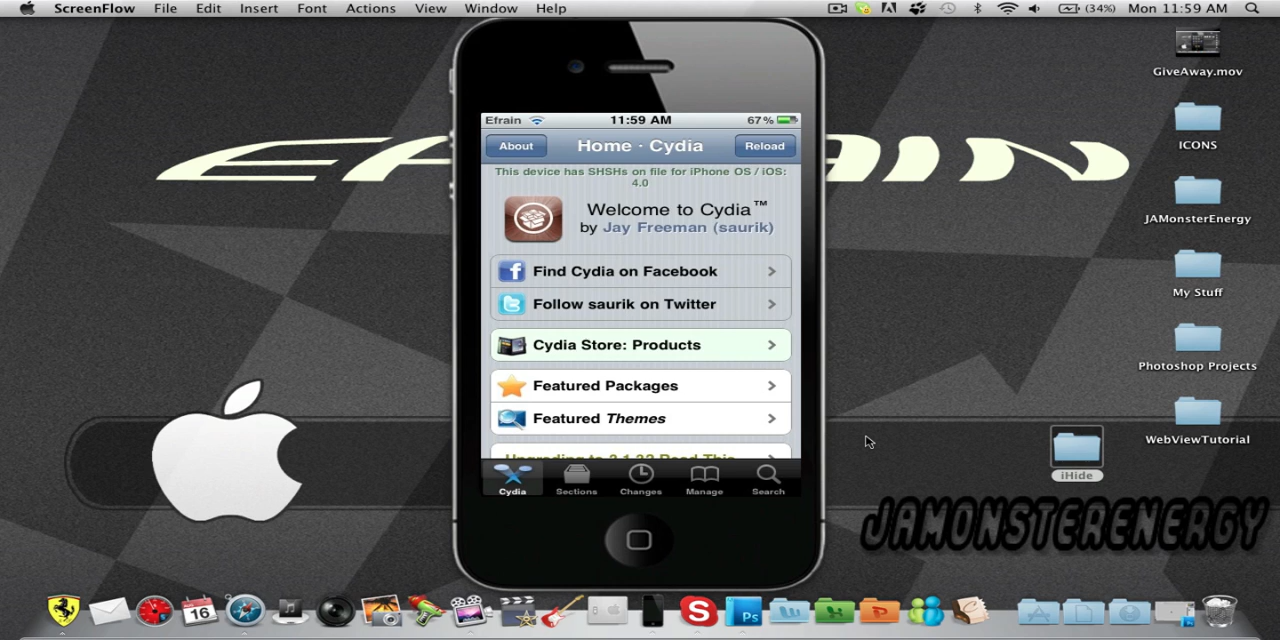 ScreenFlow File Edit Insert Font Actions View Window Help (34%) Mon 11:59 AM
GiveAway.mov
ICONS
JAMonsterEnergy
My Stuff
Photoshop Projects
WebViewTutorial
iHide
Efrain 11:59 AM 67%
About Home · Cydia Reload
This device has SHSHs on file for iPhone OS / iOS:
4.0
Welcome to Cydia™
by Jay Freeman (saurik)
Find Cydia on Facebook
Follow saurik on Twitter
Cydia Store: Products
Featured Packages
Featured Themes
Cydia Sections Changes Manage Search
JAMONSTERENERGY
16
S
Ps